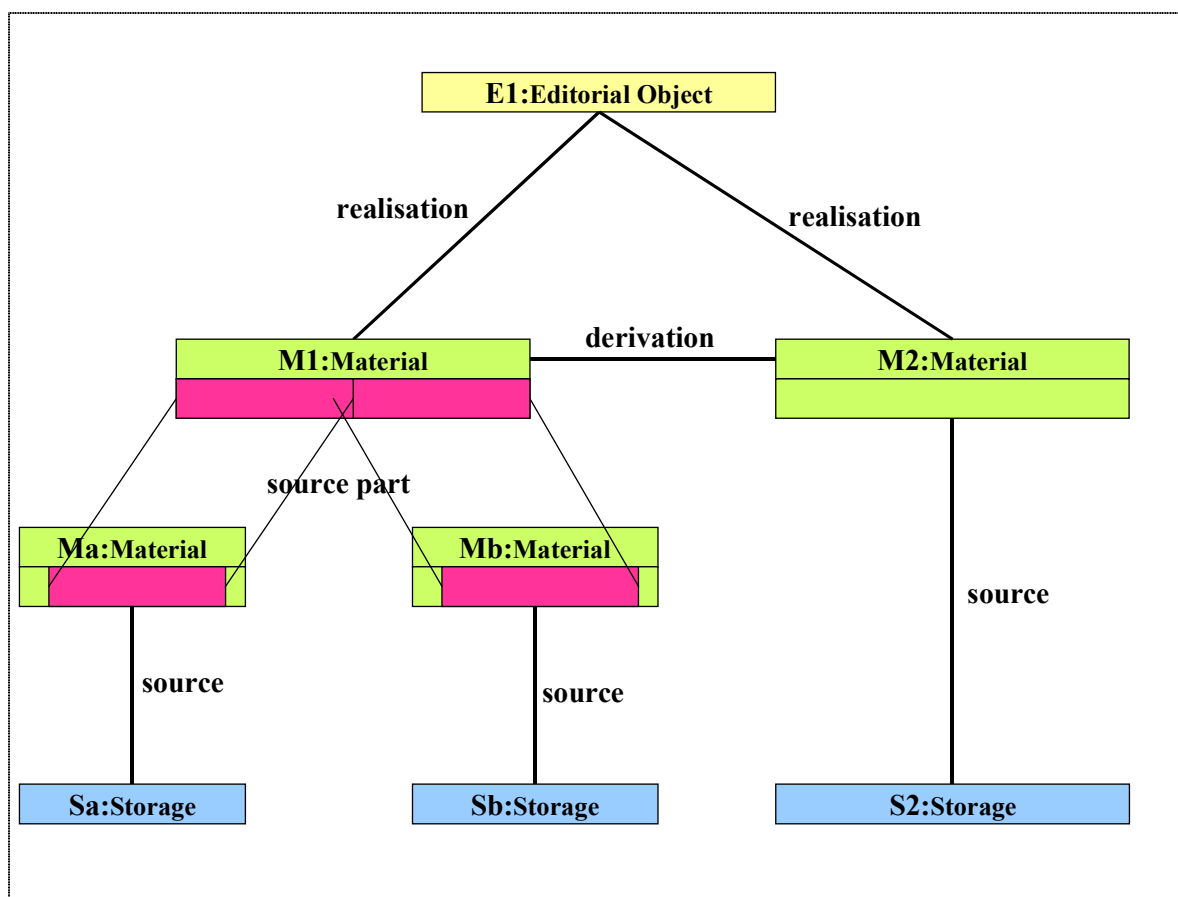 E1:Editorial Object
realisation
realisation
derivation
M1:Material
M2:Material
source part
Ma:Material
Mb:Material
source
source
source
Sa:Storage
Sb:Storage
S2:Storage